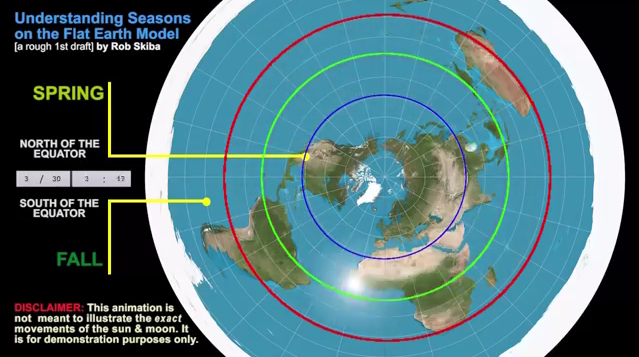 Understanding Seasons
on the Flat Earth Model
[a rough 1st draft] by Rob Skiba
SPRING
NORTH OF THE
EQUATOR
3 / 30 3 : 49
SOUTH OF THE
EQUATOR
FALL
DISCLAIMER: This animation is
not meant to illustrate the exact
movements of the sun & moon. It
is for demonstration purposes only.